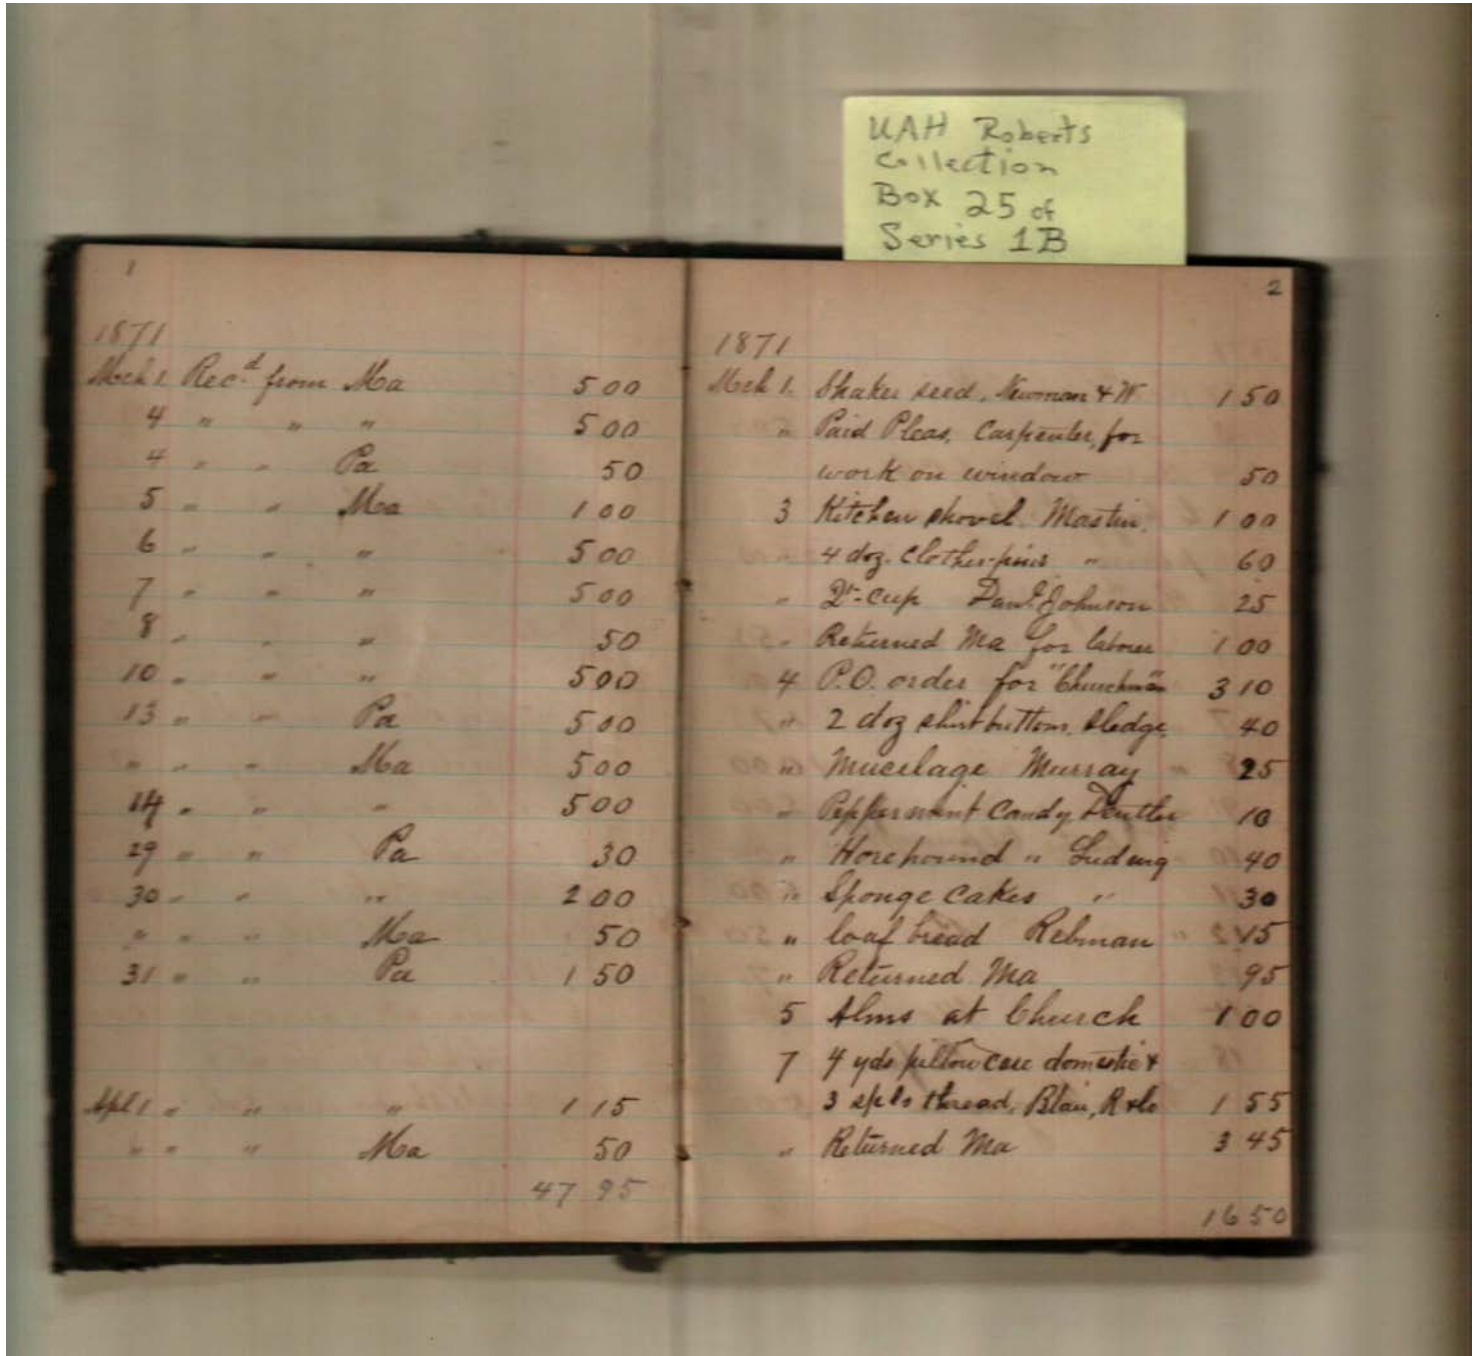 UAH Roberts
Collection
Box 25 of
Series 1B
1
1871
Mch 1. Rec.d from Ma 5 00
4 " " " 5 00
4 " " Pa 50
5 " " Ma 1 00
6 " " " 5 00
7 " " " 5 00
8 " " " 50
10 " " " 5 00
13 " " Pa 5 00
" " " Ma 5 00
14 " " " 5 00
29 " " Pa 30
30 " " " 2 00
" " " Ma 50
31 " " Pa 1 50
Apl 1 " " " 1 15
" " " Ma 50
47 95
2
1871
Mch 1. Shaker seed, Newman & W 1 50
" Paid Pleas. Carpenter, for
work on window 50
3 Kitchen shovel Mastin. 1 00
4 doz. clothes-pins " 60
" cup Danl. Johnson 25
" Returned Ma for labour 1 00
4 P.O. order for "Churchman" 3 10
" 2 doz shirt buttons, Sledge 40
" Mucilage Murray 25
" Peppermint Candy, 10
" Horehound " Ludwig 40
" Sponge Cakes " 30
" loaf bread Rebman 15
" Returned Ma 95
5 Alms at Church 1 00
7 4 yds pillow case domestic &
3 spls thread, Blair, R & Co 1 55
" Returned Ma 3 45
16 50